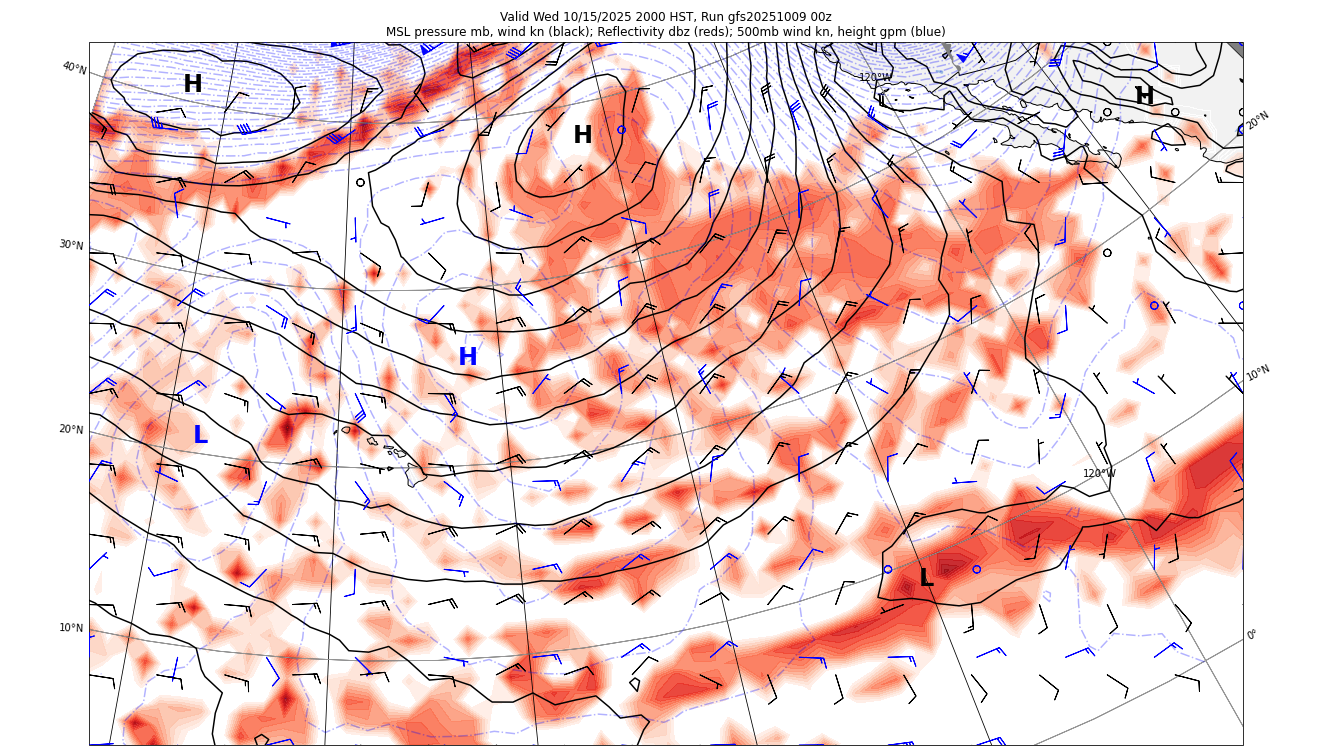 Valid Wed 10/15/2025 2000 HST, Run gfs20251009 00z
MSL pressure mb, wind kn (black); Reflectivity dbz (reds); 500mb wind kn, height gpm (blue)
40°N
H
120°W
H
20°N
H
30°N
H
10°N
20°N
L
120°W
L
10°N
0°